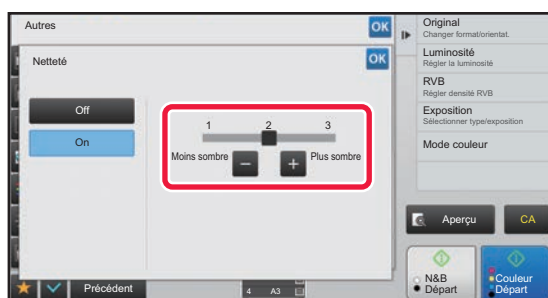 Autres
OK
Netteté
OK
Off
On
1 2 3
Moins sombre
Plus sombre
Original
Changer format/orientat.
Luminosité
Régler la luminosité
RVB
Régler densité RVB
Exposition
Sélectionner type/exposition
Mode couleur
Aperçu
CA
N&B
Départ
Couleur
Départ
Précédent
4 A3